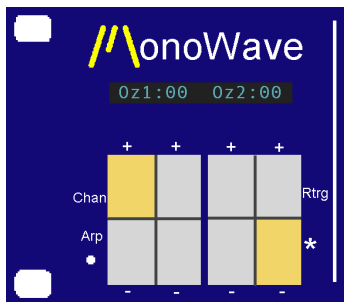 MonoWave
Oz1:00 Oz2:00
+ + + +
Chan Rtrg
Arp *
- - - -